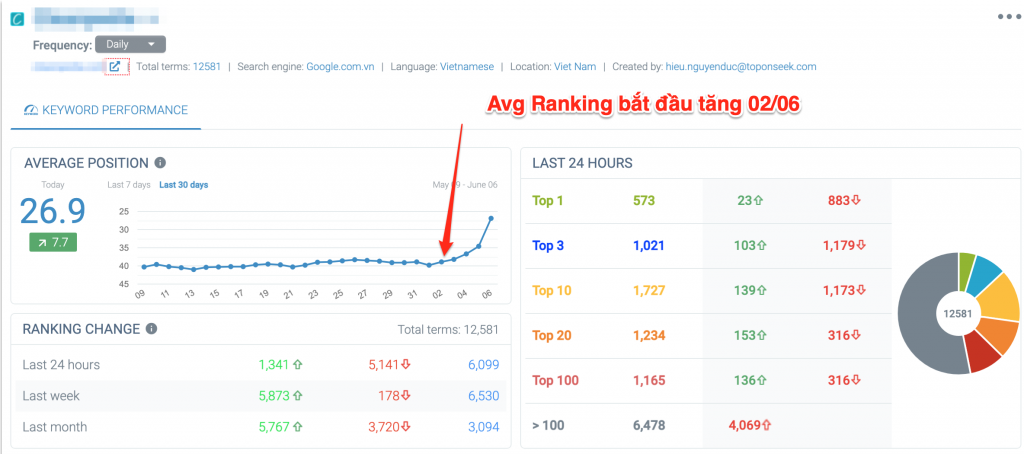 Frequency: Daily
Total terms: 12581 | Search engine: Google.com.vn | Language: Vietnamese | Location: Viet Nam | Created by: hieu.nguyenduc@toponseek.com
KEYWORD PERFORMANCE
Avg Ranking bắt đầu tăng 02/06
AVERAGE POSITION
Today
Last 7 days Last 30 days May 09 - June 06
26.9
7.7
25
30
35
40
45
09 11 13 15 17 19 21 23 25 27 29 31 02 04 06
RANKING CHANGE Total terms: 12,581
Last 24 hours 1,341 5,141 6,099
Last week 5,873 178 6,530
Last month 5,767 3,720 3,094
LAST 24 HOURS
Top 1 573 23 883
Top 3 1,021 103 1,179
Top 10 1,727 139 1,173
Top 20 1,234 153 316
Top 100 1,165 136 316
> 100 6,478 4,069
12581